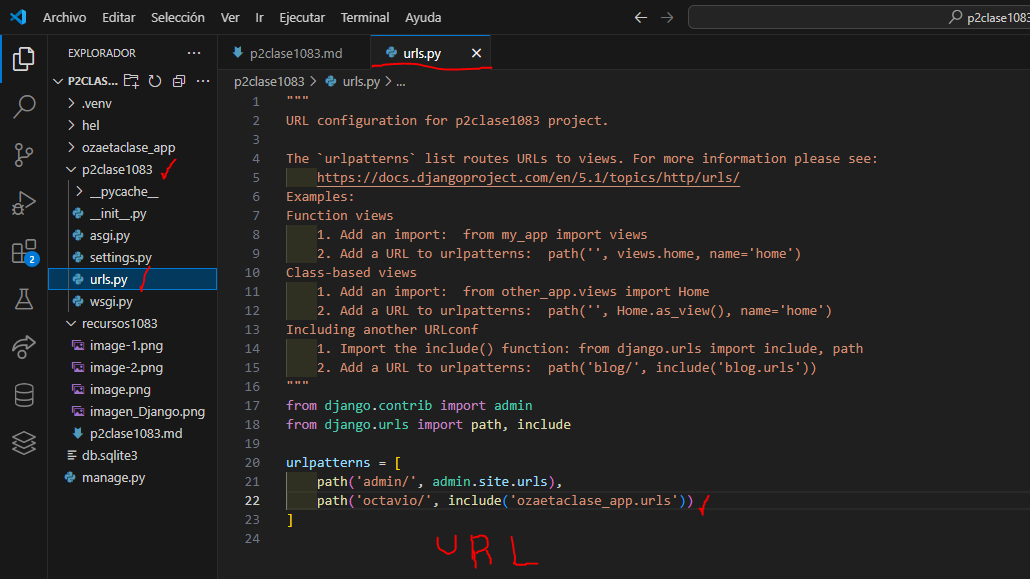 Archivo Editar Selección Ver Ir Ejecutar Terminal Ayuda
p2clase1083
EXPLORADOR
P2CLAS...
.venv
hel
ozaetaclase_app
p2clase1083
__pycache__
__init__.py
asgi.py
settings.py
urls.py
wsgi.py
recursos1083
image-1.png
image-2.png
image.png
imagen_Django.png
p2clase1083.md
db.sqlite3
manage.py
2
p2clase1083.md urls.py
p2clase1083 > urls.py > ...
1 """
2 URL configuration for p2clase1083 project.
3
4 The `urlpatterns` list routes URLs to views. For more information please see:
5     https://docs.djangoproject.com/en/5.1/topics/http/urls/
6 Examples:
7 Function views
8     1. Add an import:  from my_app import views
9     2. Add a URL to urlpatterns:  path('', views.home, name='home')
10 Class-based views
11     1. Add an import:  from other_app.views import Home
12     2. Add a URL to urlpatterns:  path('', Home.as_view(), name='home')
13 Including another URLconf
14     1. Import the include() function: from django.urls import include, path
15     2. Add a URL to urlpatterns:  path('blog/', include('blog.urls'))
16 """
17 from django.contrib import admin
18 from django.urls import path, include
19
20 urlpatterns = [
21     path('admin/', admin.site.urls),
22     path('octavio/', include('ozaetaclase_app.urls'))
23 ]
24
URL